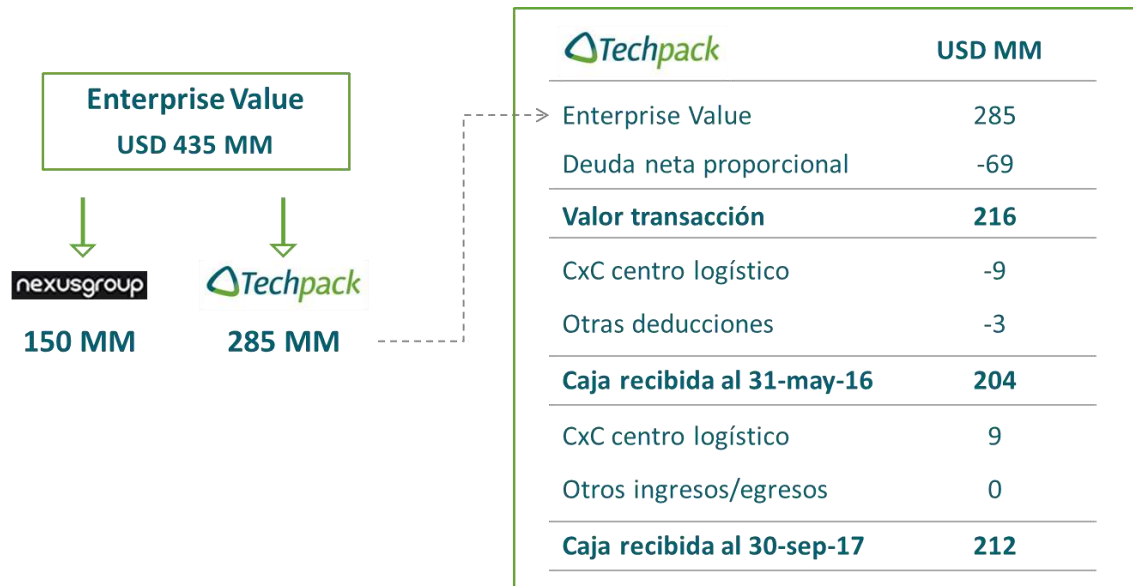 Enterprise Value
USD 435 MM
nexusgroup
Techpack
150 MM
285 MM
Techpack USD MM
Enterprise Value 285
Deuda neta proporcional -69
Valor transacción 216
CxC centro logístico -9
Otras deducciones -3
Caja recibida al 31-may-16 204
CxC centro logístico 9
Otros ingresos/egresos 0
Caja recibida al 30-sep-17 212